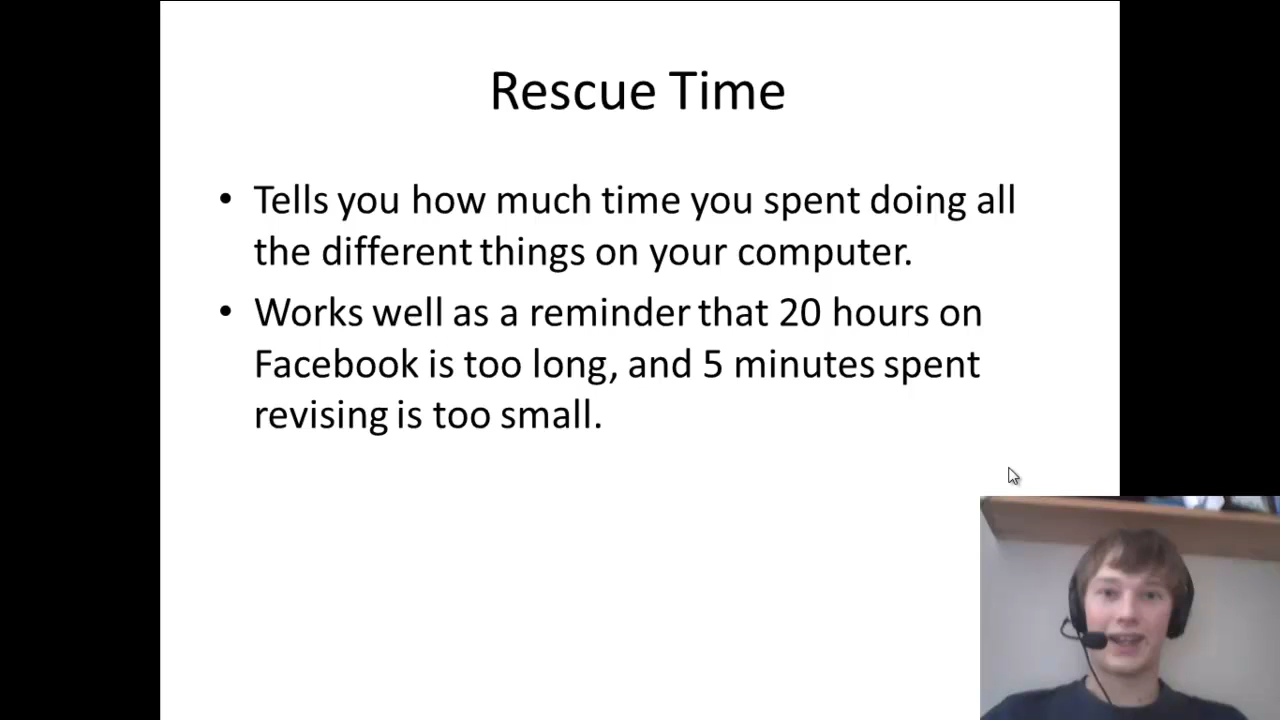 Rescue Time
• Tells you how much time you spent doing all
the different things on your computer.
• Works well as a reminder that 20 hours on
Facebook is too long, and 5 minutes spent
revising is too small.